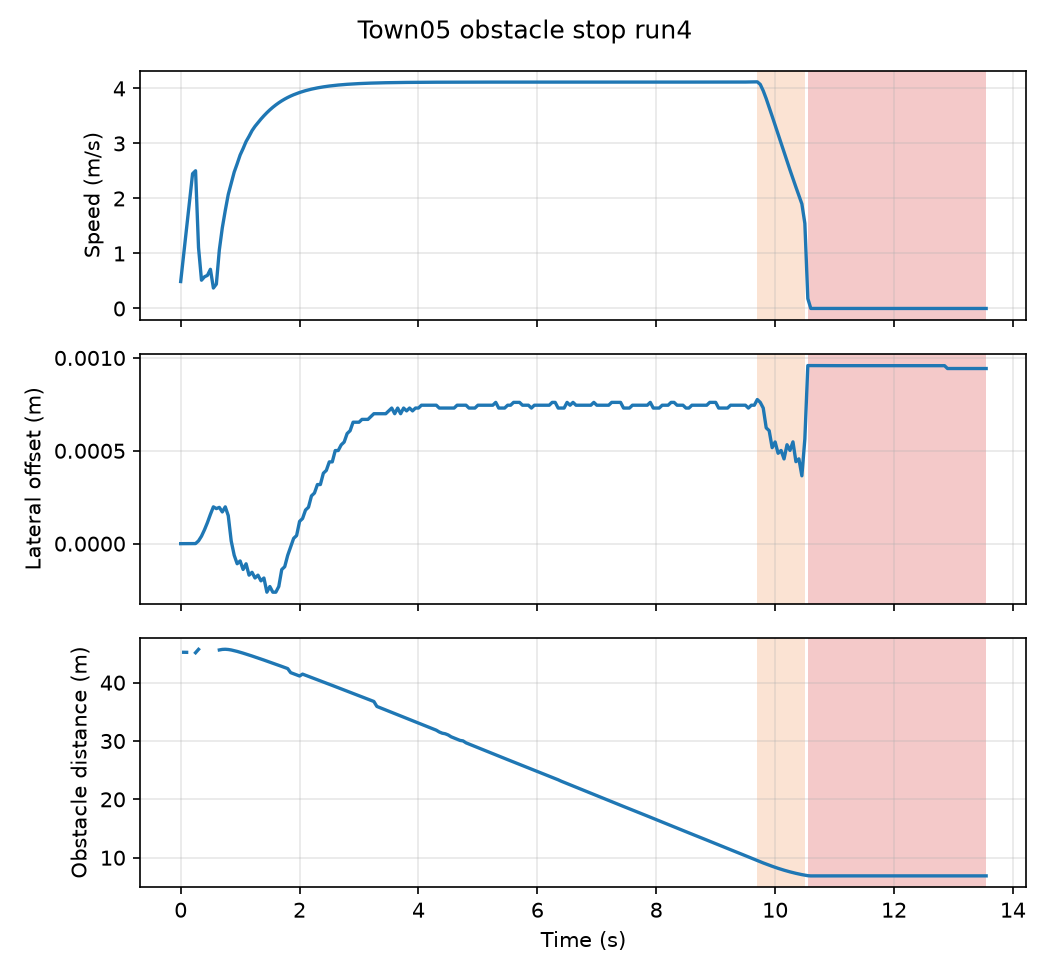 Town05 obstacle stop run4
Speed (m/s)
4
3
2
1
0
Lateral offset (m)
0.0010
0.0005
0.0000
Obstacle distance (m)
40
30
20
10
0 2 4 6 8 10 12 14
Time (s)